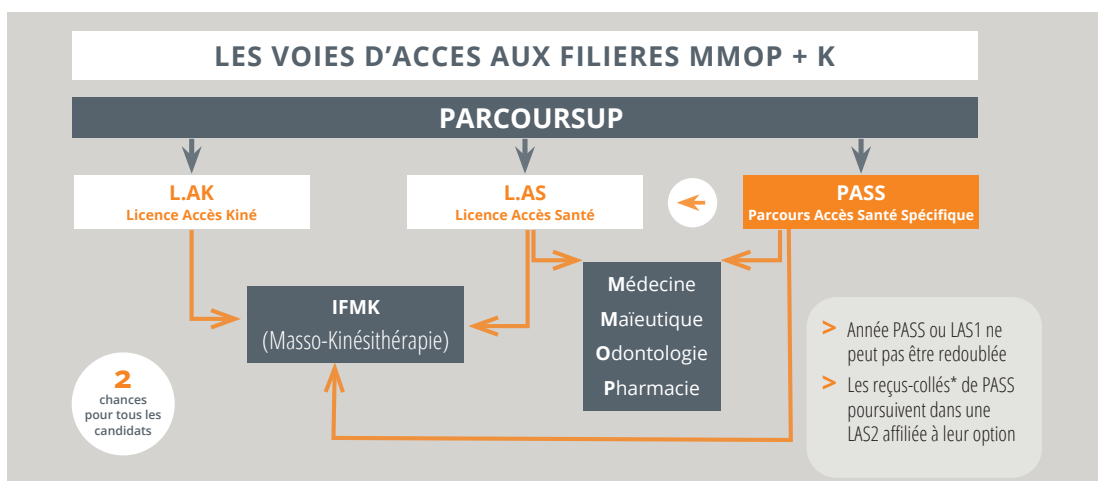 LES VOIES D'ACCES AUX FILIERES MMOP + K
PARCOURSUP
L.AK
Licence Accès Kiné
L.AS
Licence Accès Santé
PASS
Parcours Accès Santé Spécifique
IFMK
(Masso-Kinésithérapie)
Médecine
Maïeutique
Odontologie
Pharmacie
2
chances
pour tous les
candidats
> Année PASS ou LAS1 ne
peut pas être redoublée
> Les reçus-collés* de PASS
poursuivent dans une
LAS2 affiliée à leur option